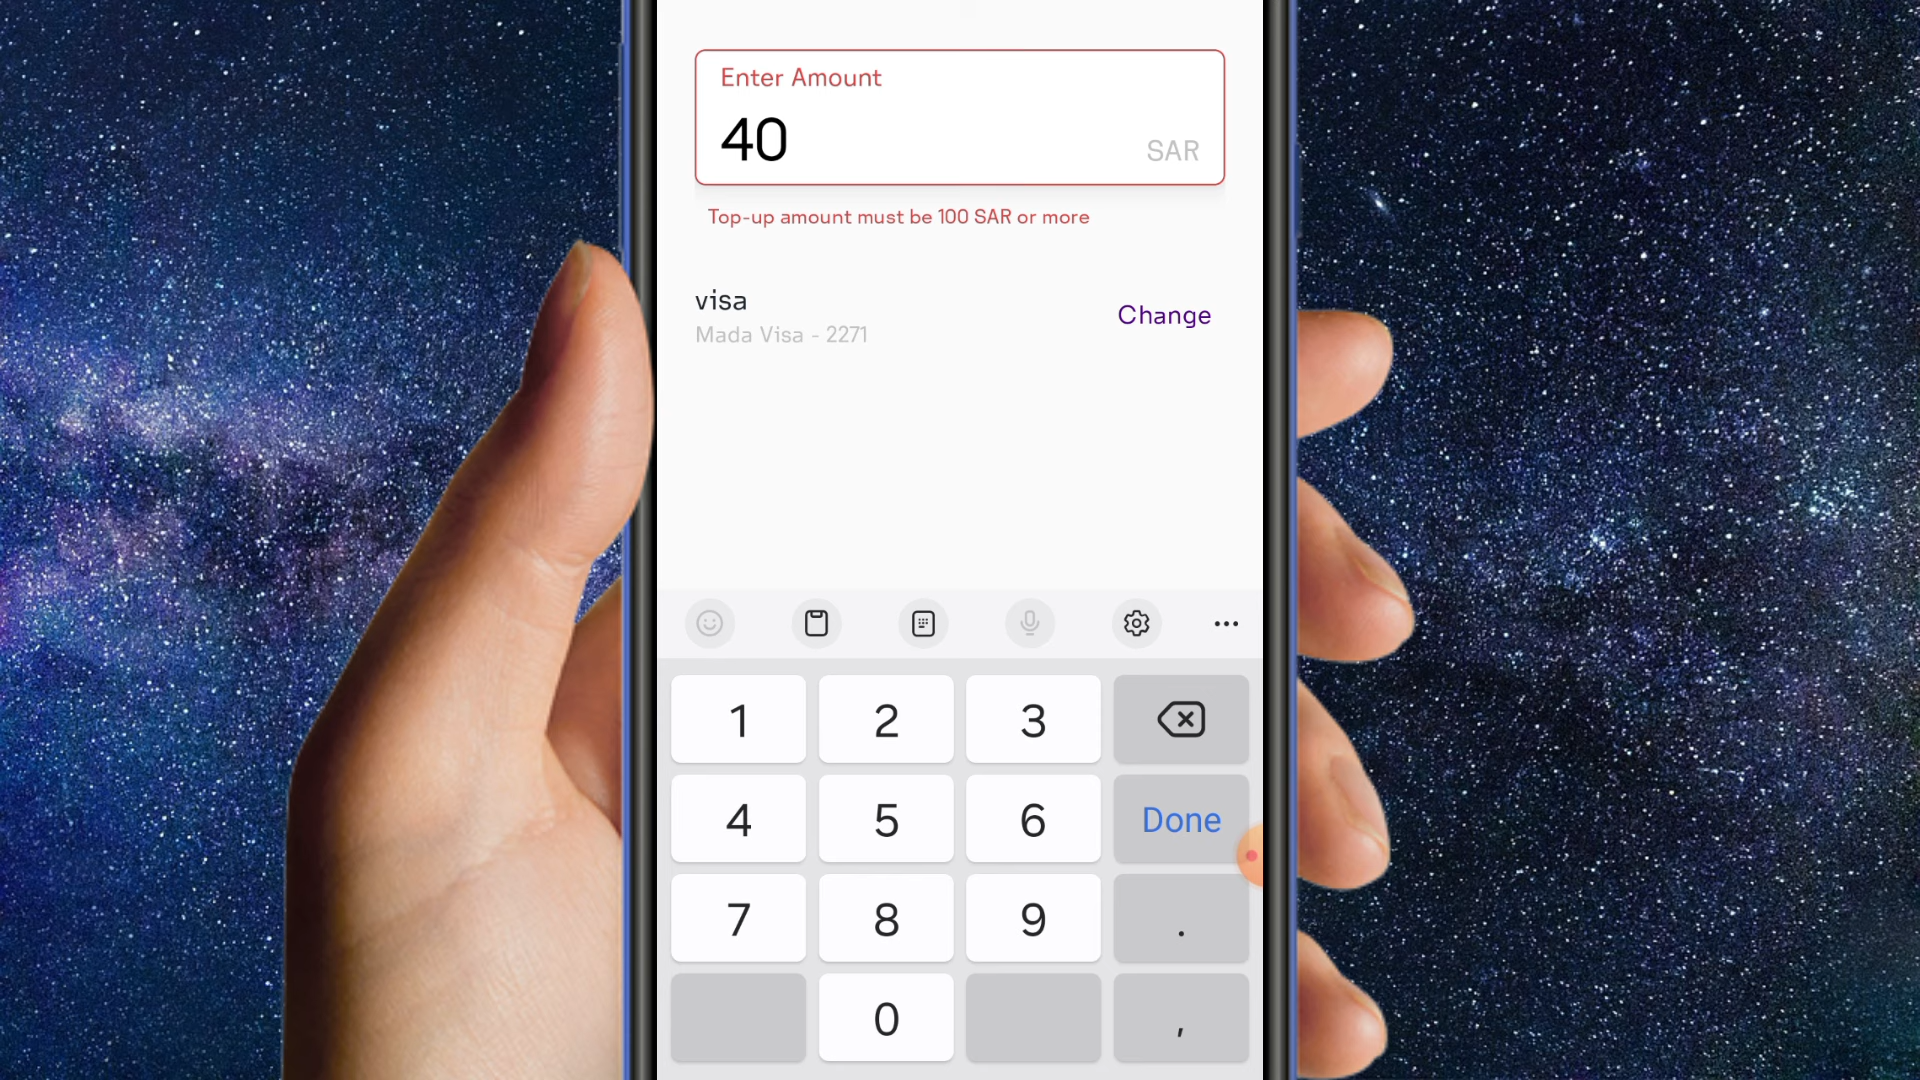 Enter Amount
40
SAR
Top-up amount must be 100 SAR or more
visa
Mada Visa - 2271
Change
1 2 3
4 5 6 Done
7 8 9 .
0 ,